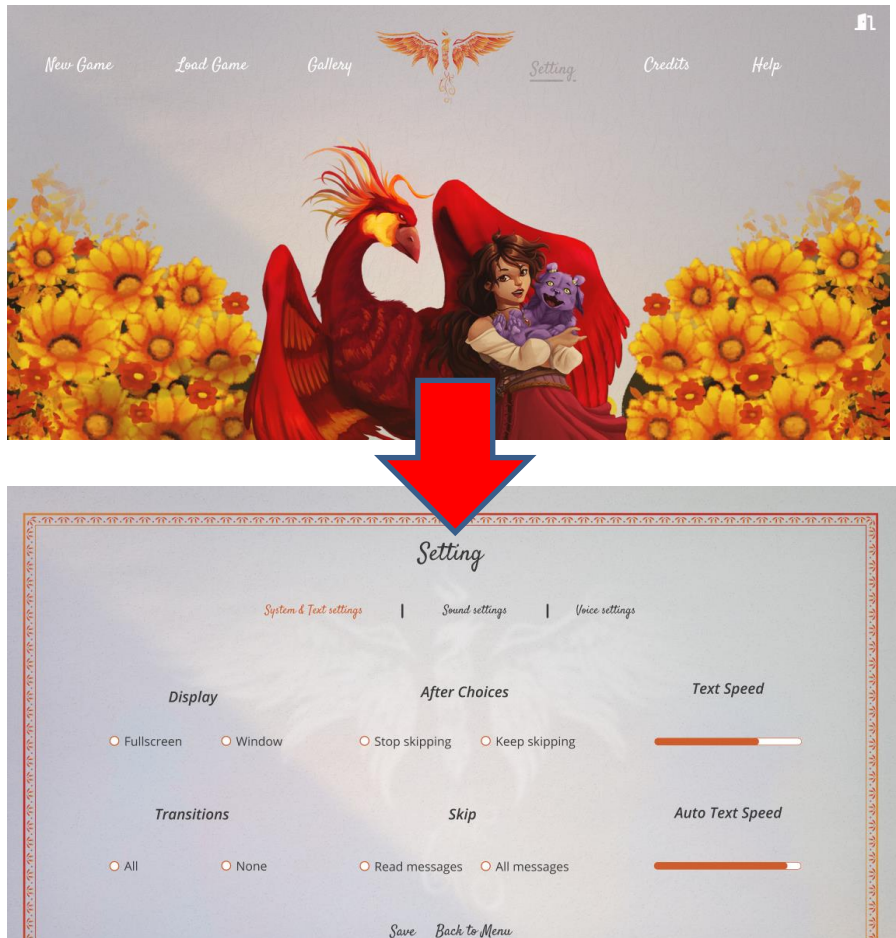 New Game Load Game Gallery Setting Credits Help
Setting
System & Text settings | Sound settings | Voice settings
Display After Choices Text Speed
Fullscreen Window Stop skipping Keep skipping
Transitions Skip Auto Text Speed
All None Read messages All messages
Save Back to Menu